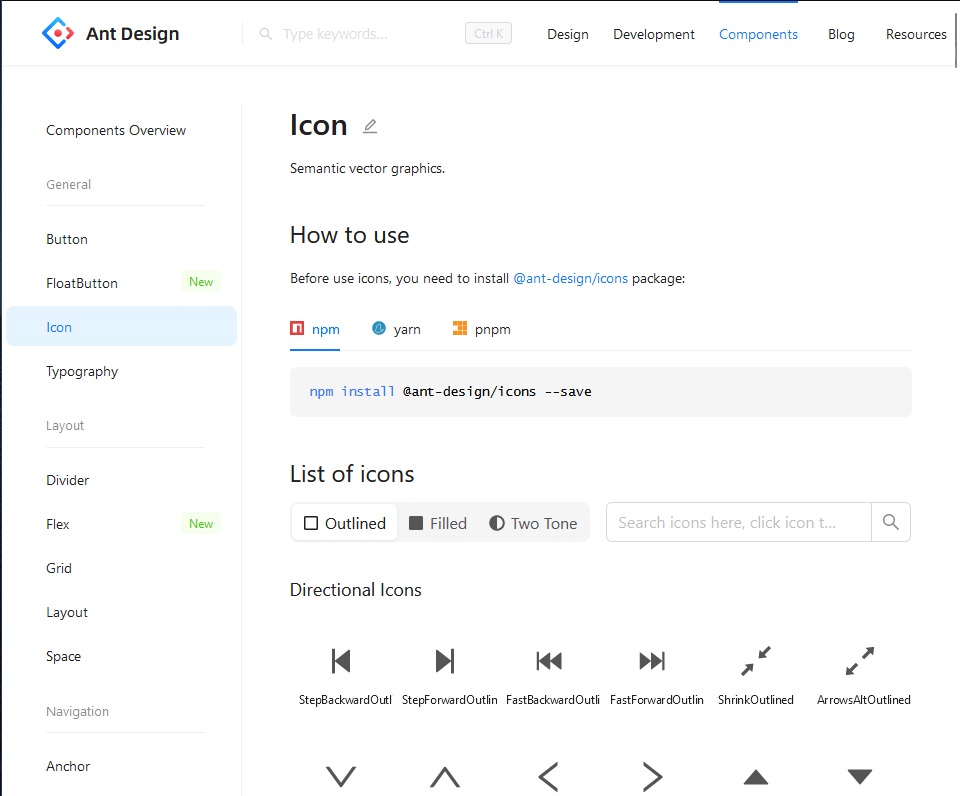 Ant Design
Type keywords...
Ctrl K
Design
Development
Components
Blog
Resources
Components Overview
General
Button
FloatButton New
Icon
Typography
Layout
Divider
Flex New
Grid
Layout
Space
Navigation
Anchor
Icon
Semantic vector graphics.
How to use
Before use icons, you need to install @ant-design/icons package:
npm yarn pnpm
npm install @ant-design/icons --save
List of icons
Outlined Filled Two Tone
Search icons here, click icon t...
Directional Icons
StepBackwardOutl StepForwardOutlin FastBackwardOutli FastForwardOutlin ShrinkOutlined ArrowsAltOutlined